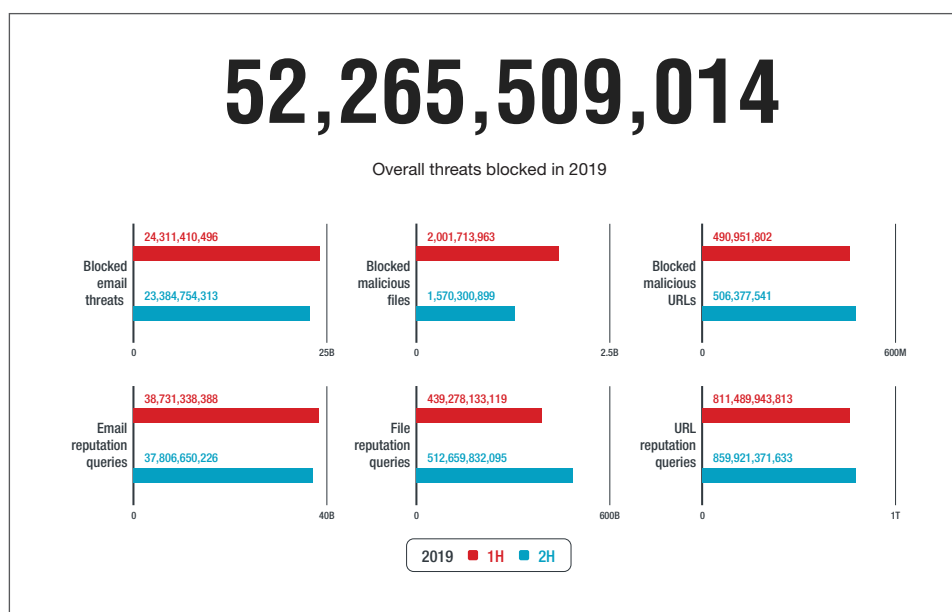 52,265,509,014
Overall threats blocked in 2019
Blocked
email
threats
24,311,410,496
23,384,754,313
0
25B
Blocked
malicious
files
2,001,713,963
1,570,300,899
0
2.5B
Blocked
malicious
URLs
490,951,802
506,377,541
0
600M
Email
reputation
queries
38,731,338,388
37,806,650,226
0
40B
File
reputation
queries
439,278,133,119
512,659,832,095
0
600B
URL
reputation
queries
811,489,943,813
859,921,371,633
0
1T
2019 1H 2H